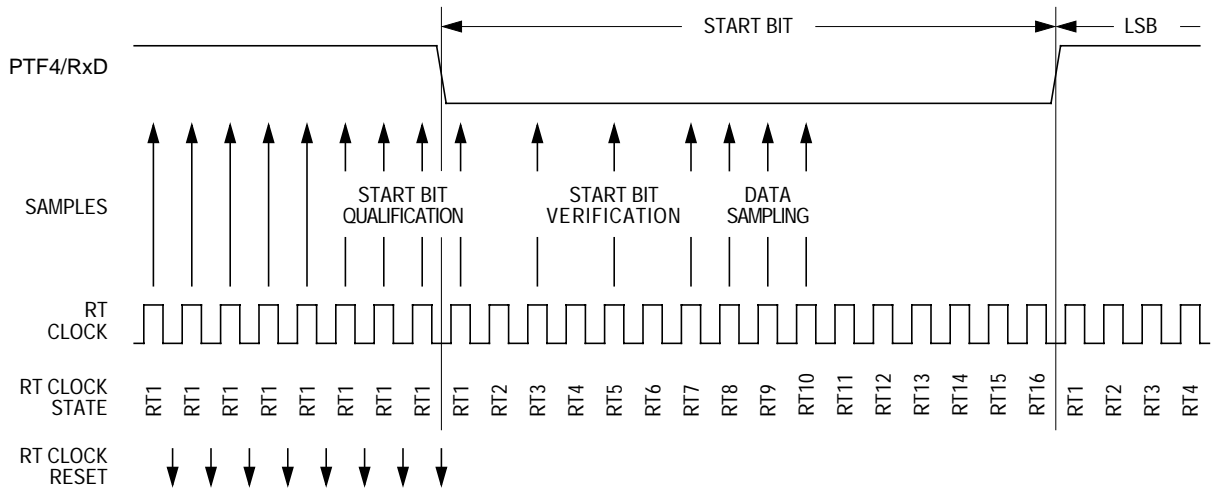 START BIT LSB
PTF4/RxD
SAMPLES
START BIT
QUALIFICATION
START BIT
VERIFICATION
DATA
SAMPLING
RT
CLOCK
RT CLOCK
STATE
RT1 RT1 RT1 RT1 RT1 RT1 RT1 RT1 RT1 RT2 RT3 RT4 RT5 RT6 RT7 RT8 RT9 RT10 RT11 RT12 RT13 RT14 RT15 RT16 RT1 RT2 RT3 RT4
RT CLOCK
RESET